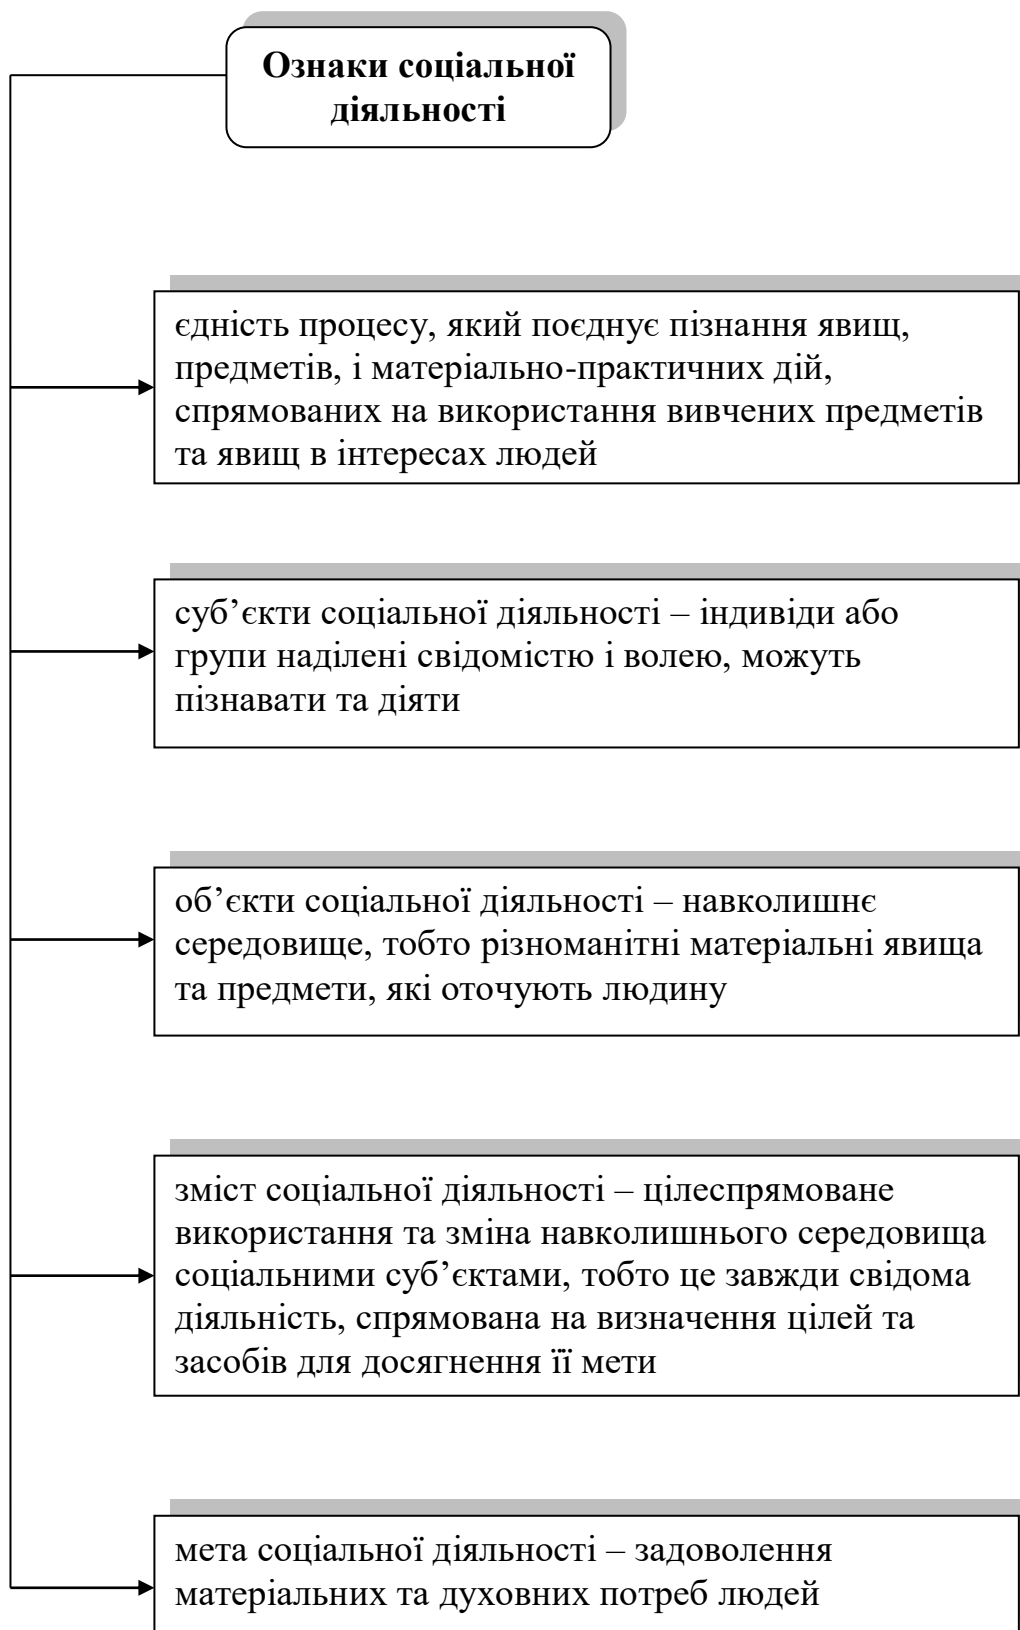 Ознаки соціальної
діяльності
єдність процесу, який поєднує пізнання явищ,
предметів, і матеріально-практичних дій,
спрямованих на використання вивчених предметів
та явищ в інтересах людей
суб’єкти соціальної діяльності – індивіди або
групи наділені свідомістю і волею, можуть
пізнавати та діяти
об’єкти соціальної діяльності – навколишнє
середовище, тобто різноманітні матеріальні явища
та предмети, які оточують людину
зміст соціальної діяльності – цілеспрямоване
використання та зміна навколишнього середовища
соціальними суб’єктами, тобто це завжди свідома
діяльність, спрямована на визначення цілей та
засобів для досягнення її мети
мета соціальної діяльності – задоволення
матеріальних та духовних потреб людей